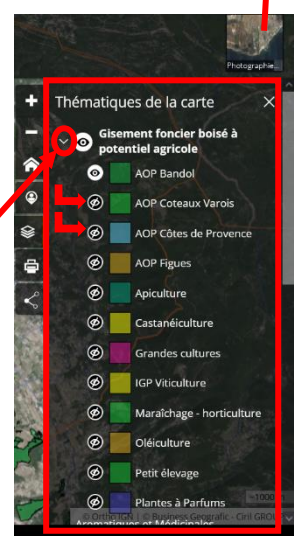 Photographie...
Thématiques de la carte
Gisement foncier boisé à
potentiel agricole
AOP Bandol
AOP Coteaux Varois
AOP Côtes de Provence
AOP Figues
Apiculture
Castanéiculture
Grandes cultures
IGP Viticulture
Maraîchage - horticulture
Oléiculture
Petit élevage
Plantes à Parfums
Aromatiques et Médicinales
© Ortho IGN | © Business Geografic - Ciril GRO